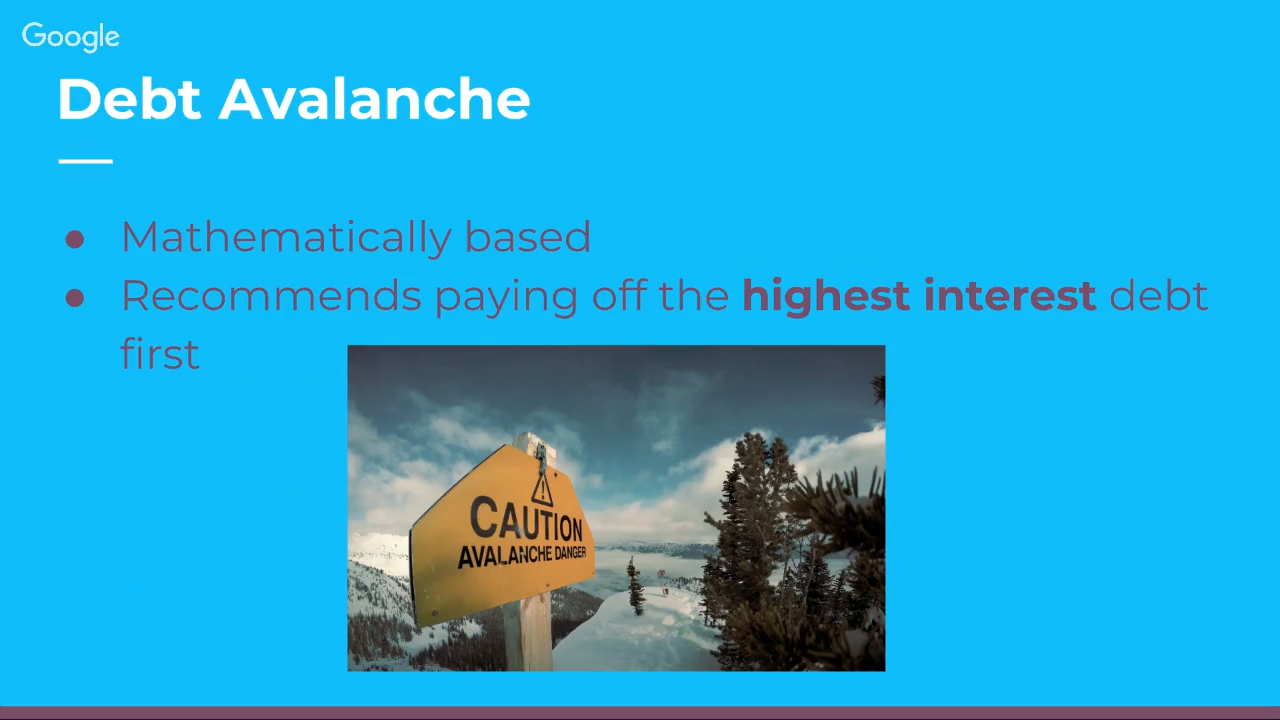 Google
Debt Avalanche
● Mathematically based
● Recommends paying off the highest interest debt
first
CAUTION
AVALANCHE DANGER